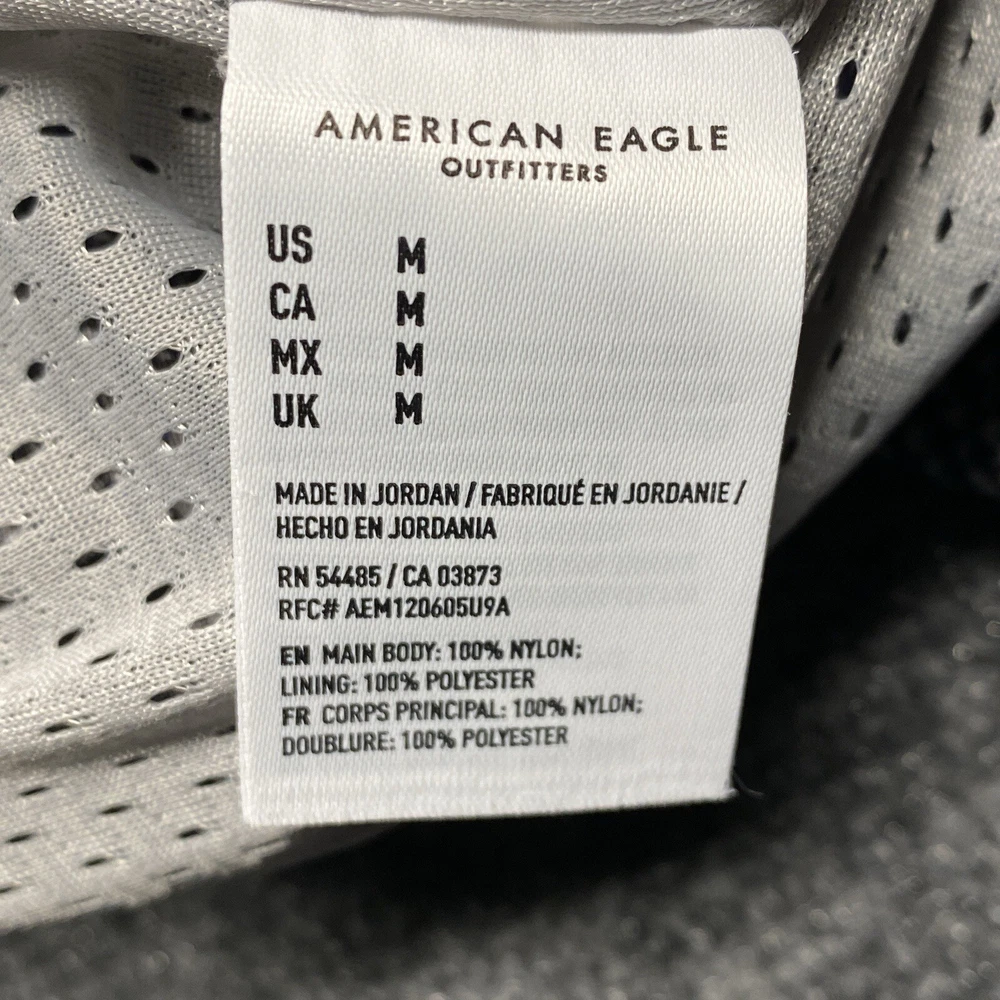 AMERICAN EAGLE
OUTFITTERS
US M
CA M
MX M
UK M
MADE IN JORDAN / FABRIQUÉ EN JORDANIE /
HECHO EN JORDANIA
RN 54485 / CA 03873
RFC# AEM120605U9A
EN MAIN BODY: 100% NYLON;
LINING: 100% POLYESTER
FR CORPS PRINCIPAL: 100% NYLON;
DOUBLURE: 100% POLYESTER